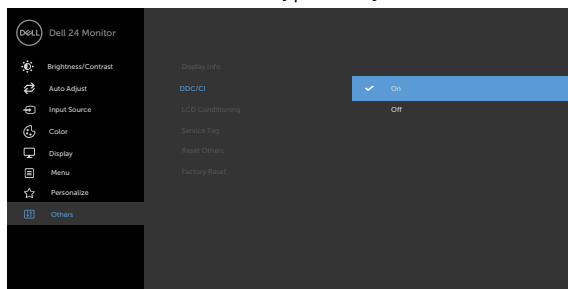 DELL Dell 24 Monitor
Brightness/Contrast
Auto Adjust
Input Source
Color
Display
Menu
Personalize
Others
Display Info
DDC/CI
LCD Conditioning
Service Tag
Reset Others
Factory Reset
On
Off